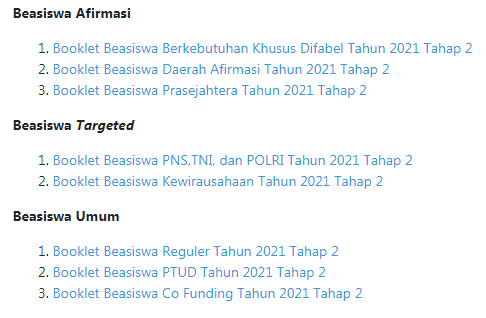 Beasiswa Afirmasi
1. Booklet Beasiswa Berkebutuhan Khusus Difabel Tahun 2021 Tahap 2
2. Booklet Beasiswa Daerah Afirmasi Tahun 2021 Tahap 2
3. Booklet Beasiswa Prasejahtera Tahun 2021 Tahap 2
Beasiswa Targeted
1. Booklet Beasiswa PNS,TNI, dan POLRI Tahun 2021 Tahap 2
2. Booklet Beasiswa Kewirausahaan Tahun 2021 Tahap 2
Beasiswa Umum
1. Booklet Beasiswa Reguler Tahun 2021 Tahap 2
2. Booklet Beasiswa PTUD Tahun 2021 Tahap 2
3. Booklet Beasiswa Co Funding Tahun 2021 Tahap 2